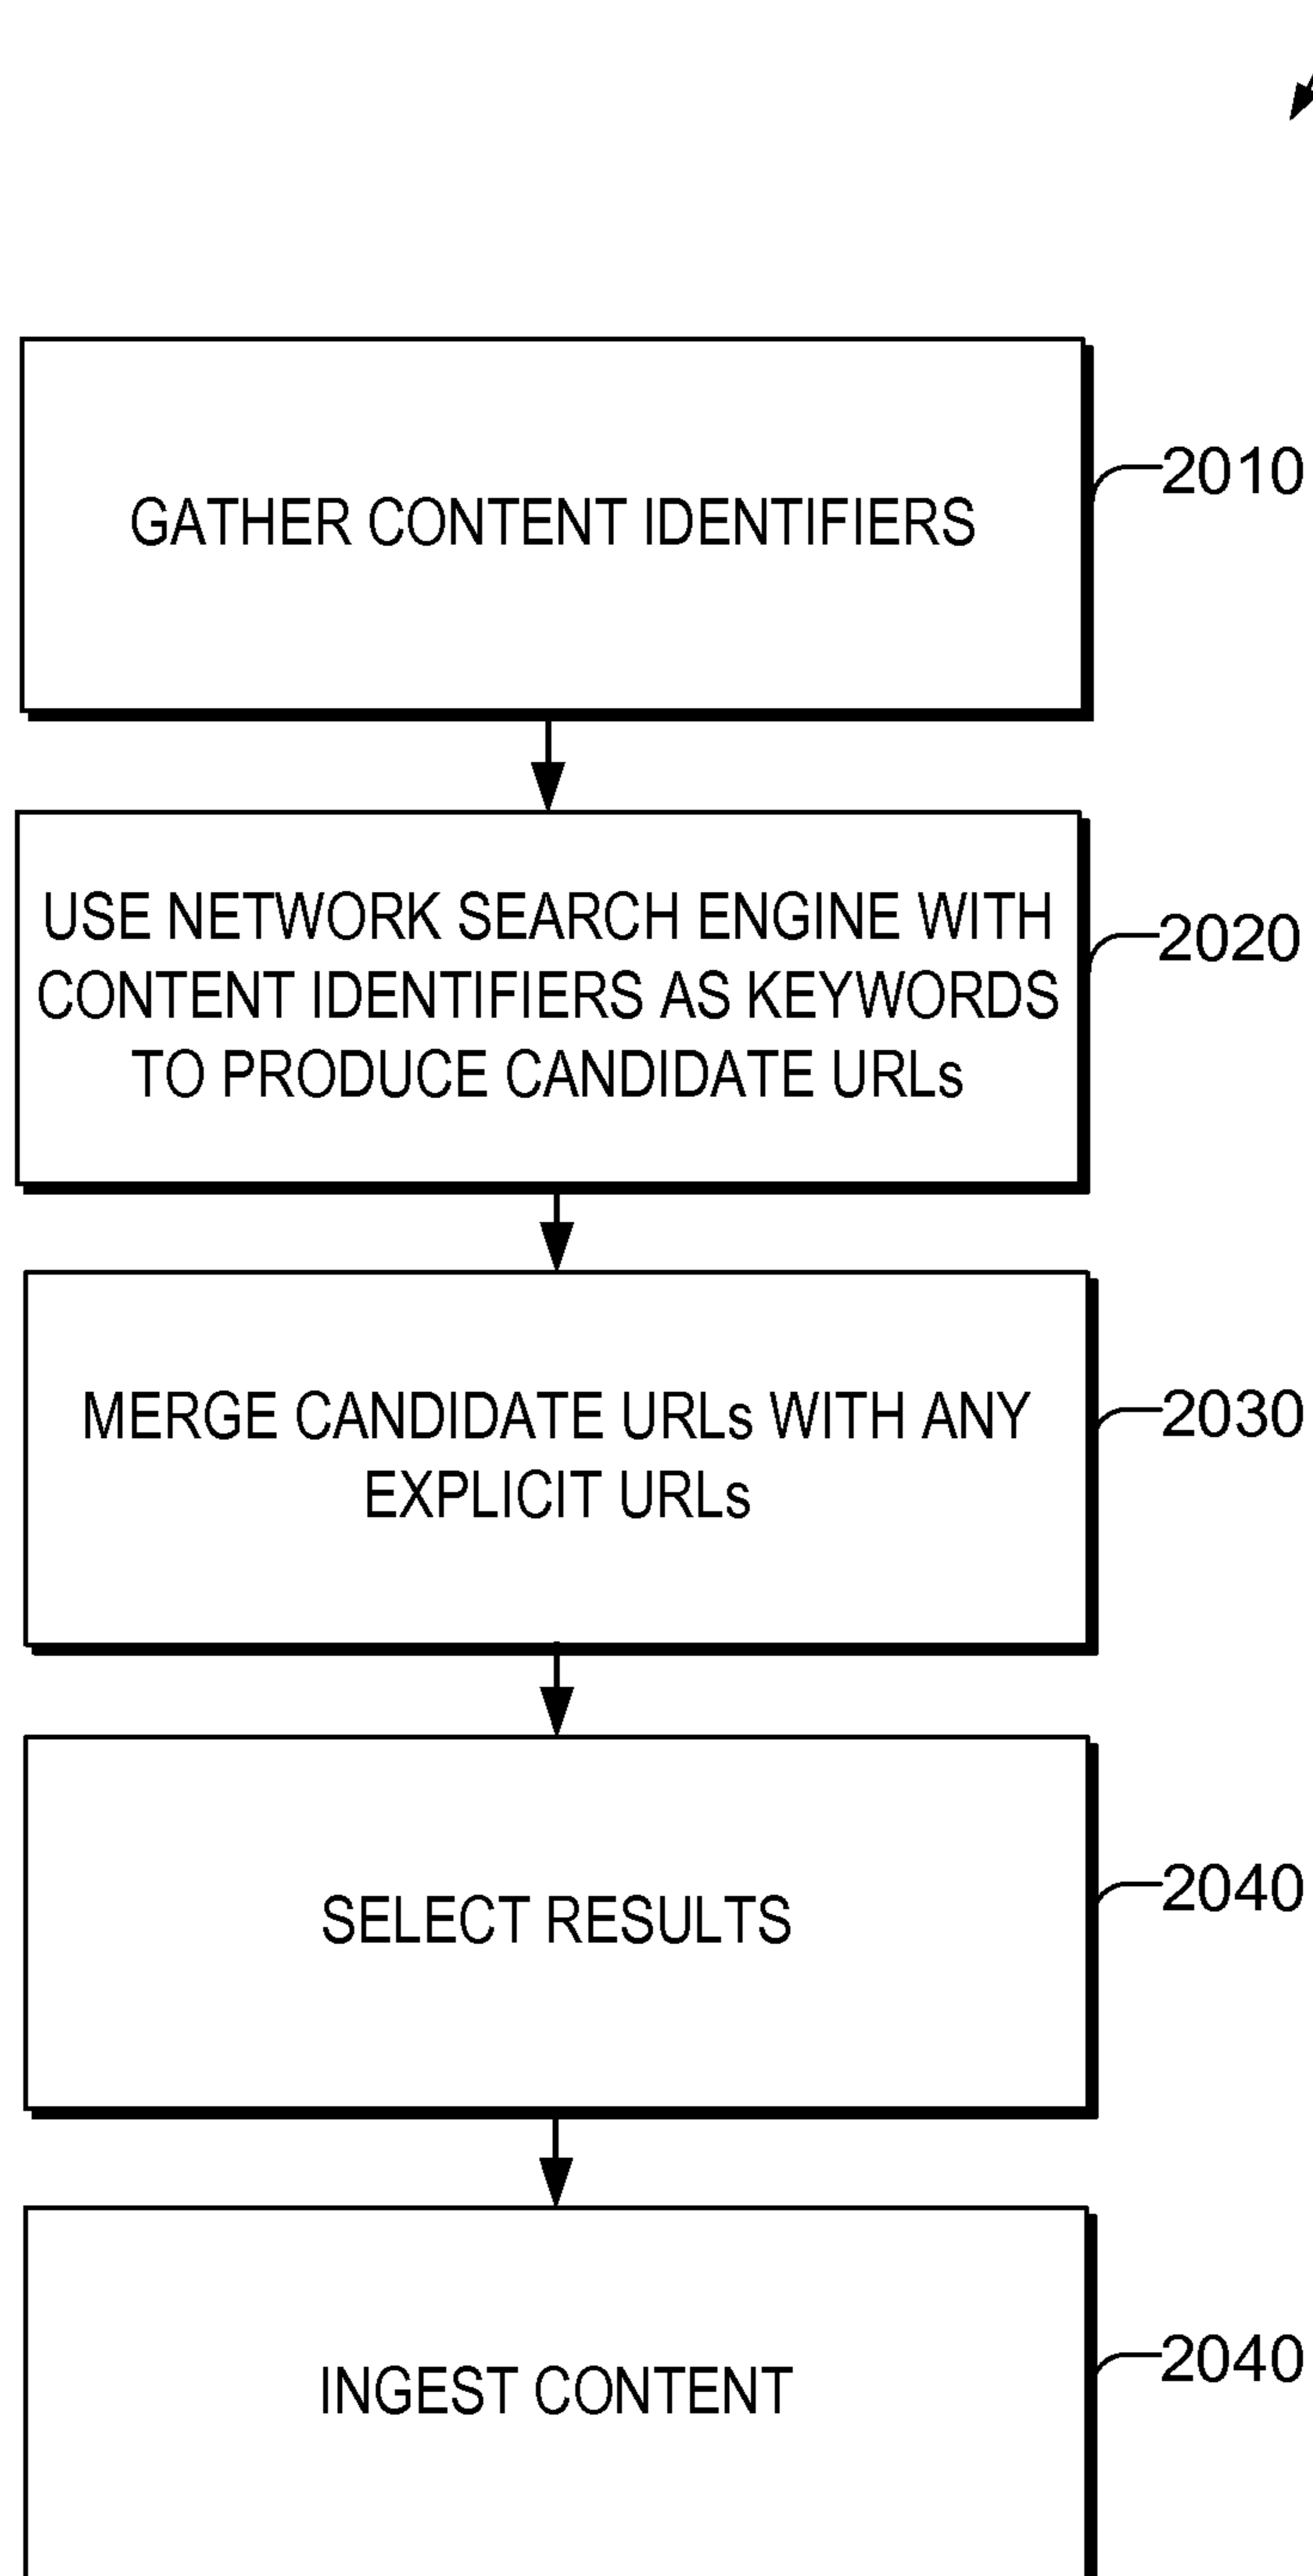 GATHER CONTENT IDENTIFIERS
2010
USE NETWORK SEARCH ENGINE WITH
CONTENT IDENTIFIERS AS KEYWORDS
TO PRODUCE CANDIDATE URLs
2020
MERGE CANDIDATE URLs WITH ANY
EXPLICIT URLs
2030
SELECT RESULTS
2040
INGEST CONTENT
2040